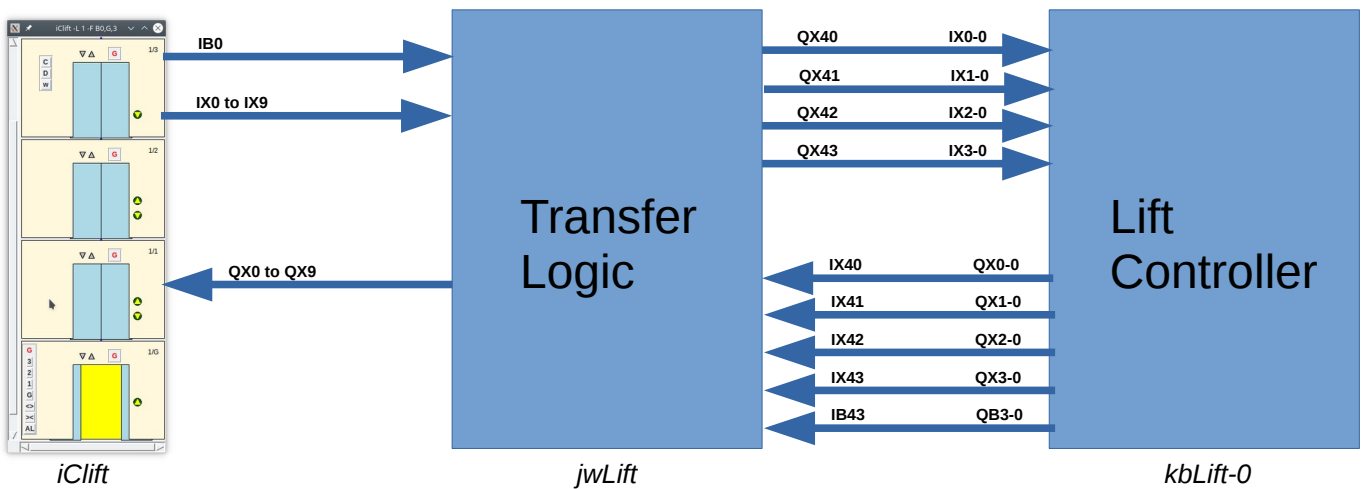 iClift -L 1 -F B0,G,3
G
1/3
C
D
w
G
1/2
G
1/1
G
1/G
G
3
2
1
G
<>
><
AL
IB0
IX0 to IX9
QX0 to QX9
Transfer
Logic
QX40 IX0-0
QX41 IX1-0
QX42 IX2-0
QX43 IX3-0
IX40 QX0-0
IX41 QX1-0
IX42 QX2-0
IX43 QX3-0
IB43 QB3-0
Lift
Controller
iClift
jwLift
kbLift-0